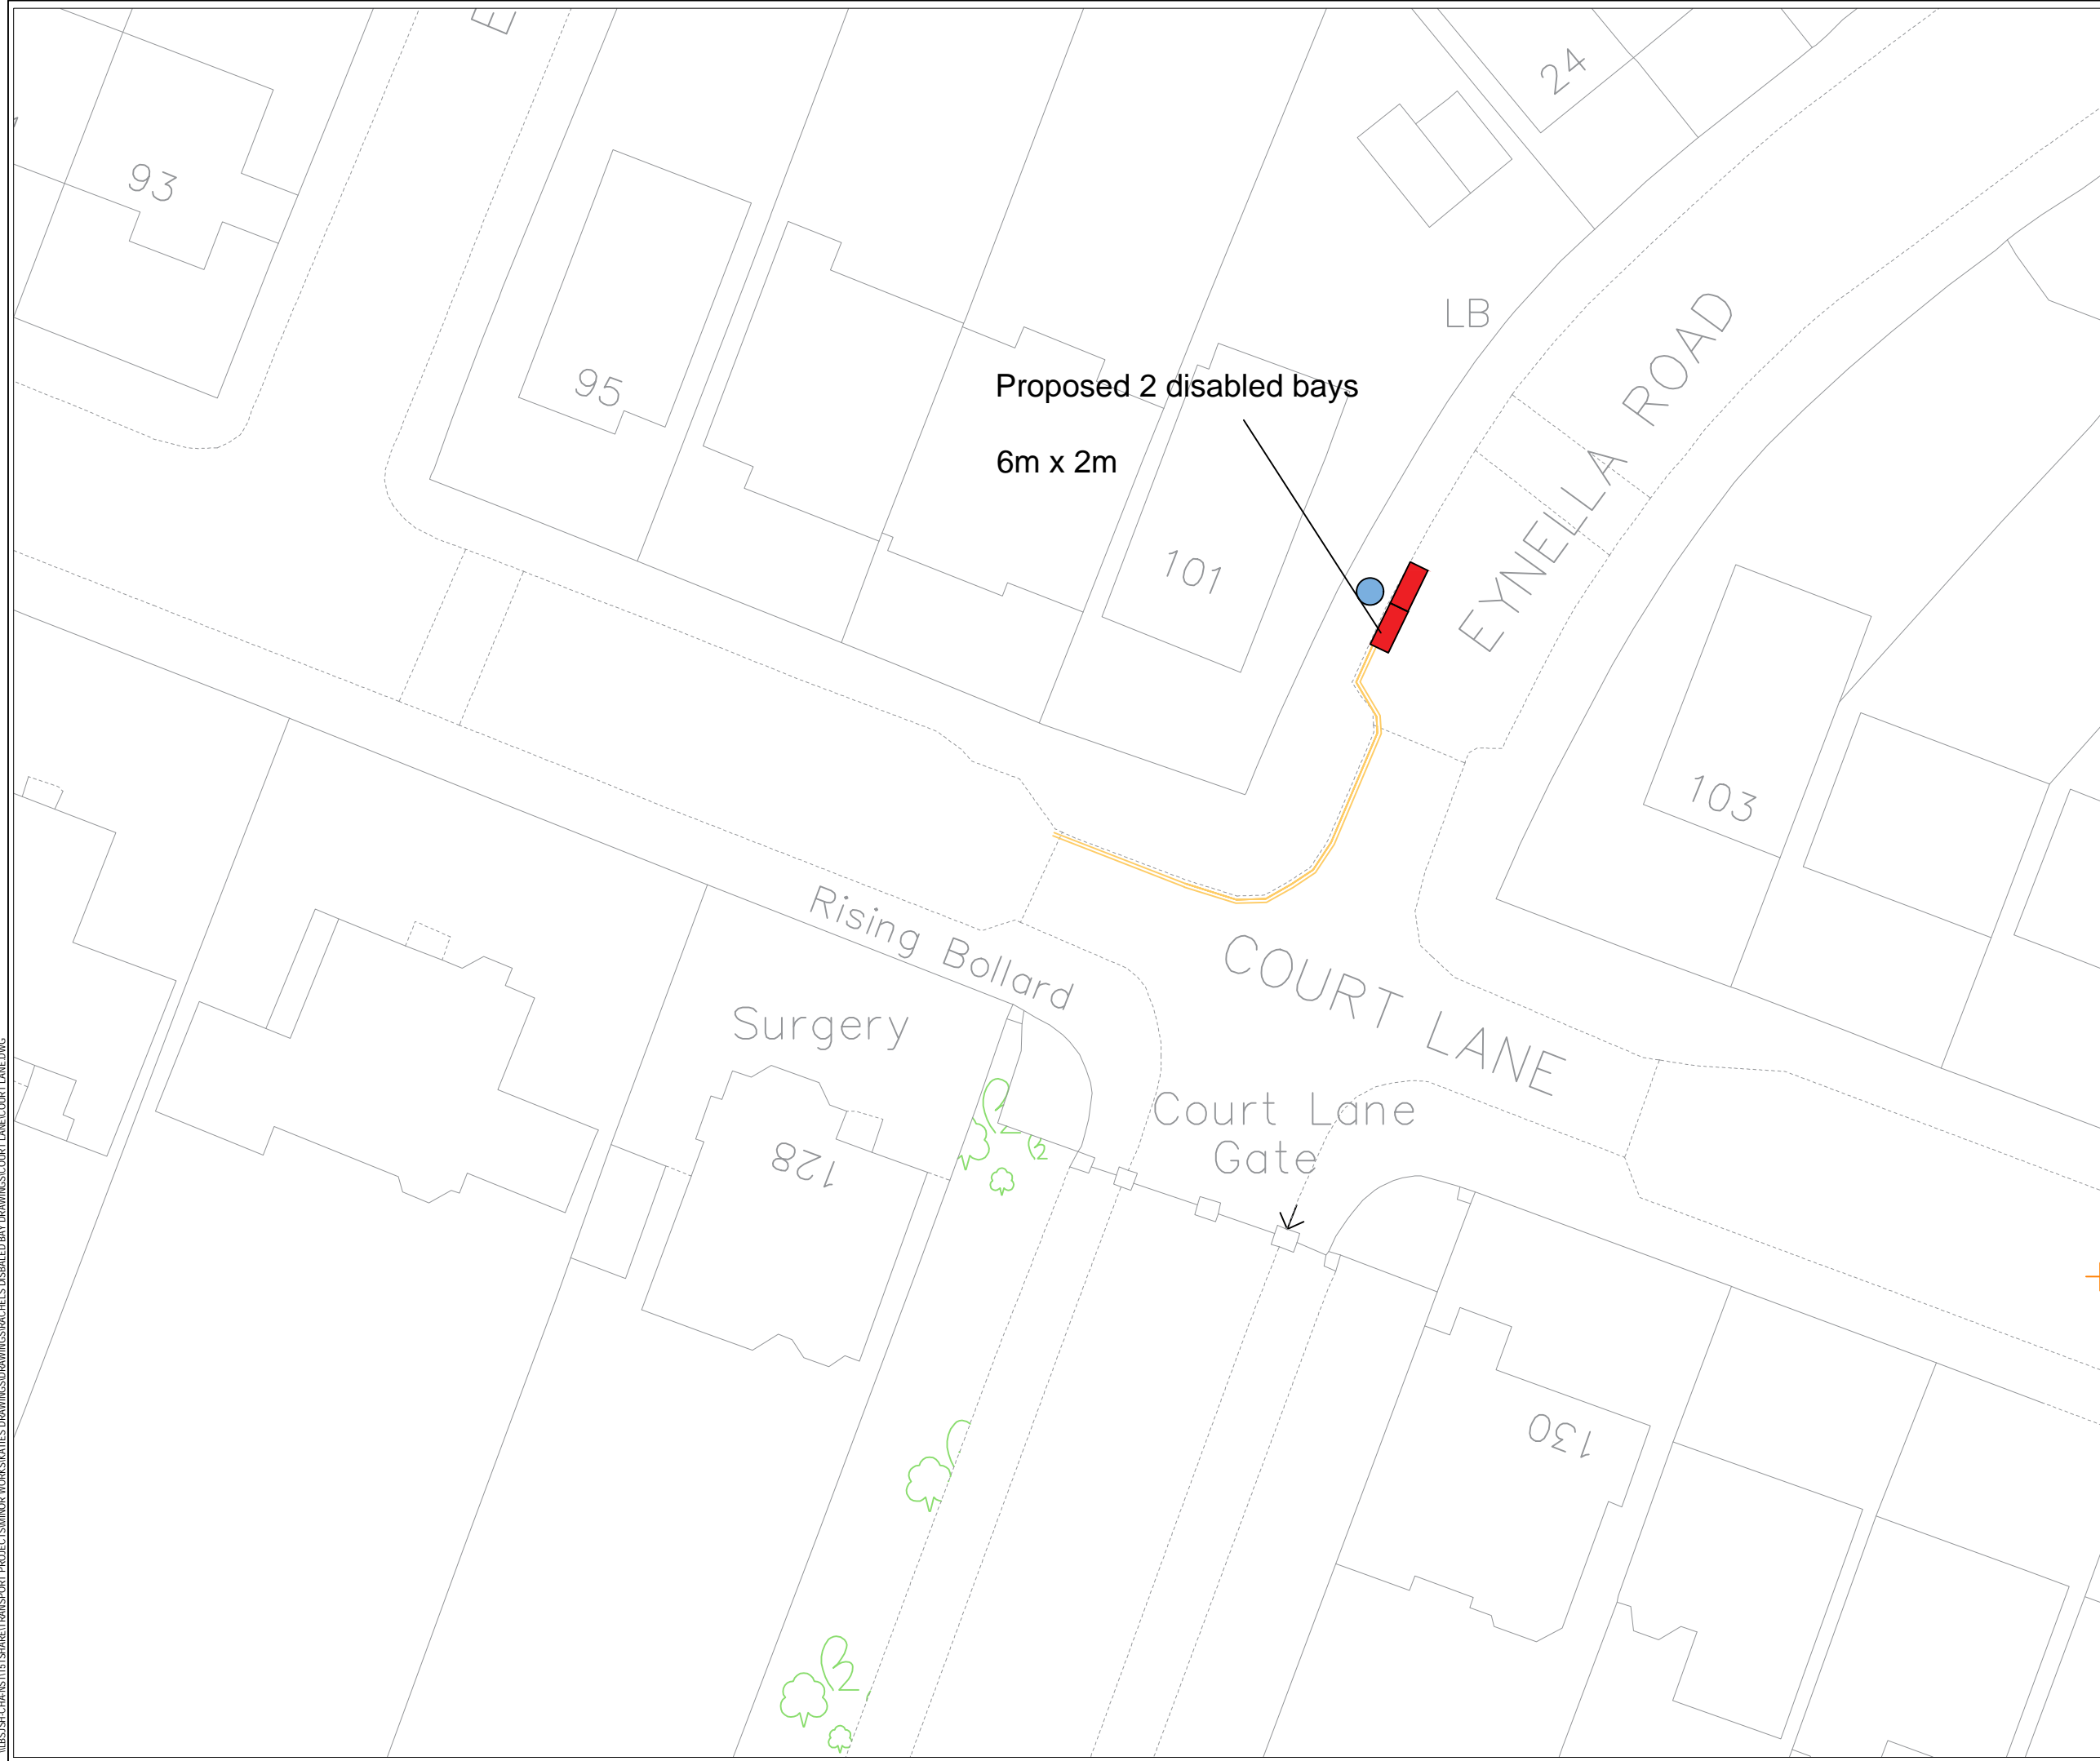 E
24
93
LB
Proposed 2 disabled bays
95
6m x 2m
EYNELLA ROAD
101
103
Rising Bollard
COURT LANE
Surgery
Court Lane
Gate
128
130